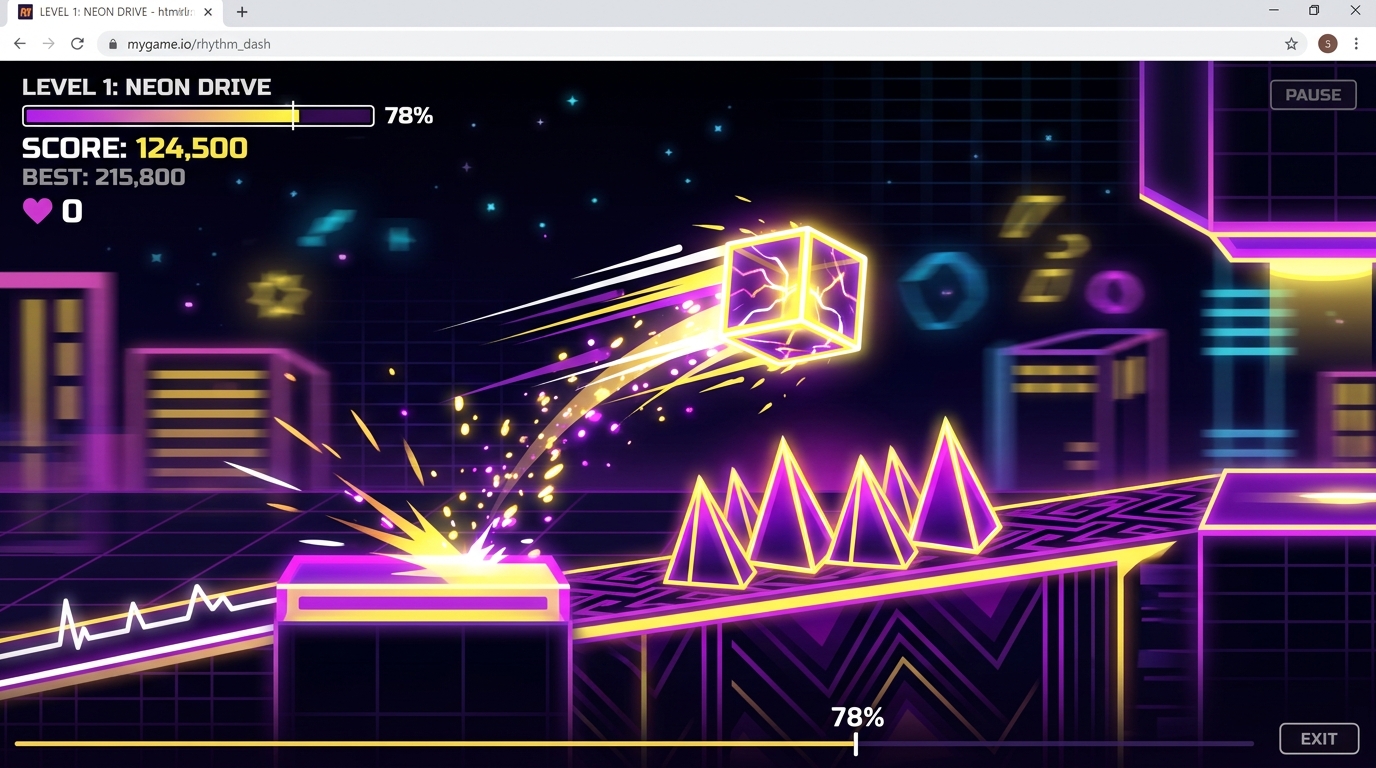 LEVEL 1: NEON DRIVE -
mygame.io/rhythm_dash
S
LEVEL 1: NEON DRIVE
78%
PAUSE
SCORE: 124,500
BEST: 215,800
0
78%
EXIT